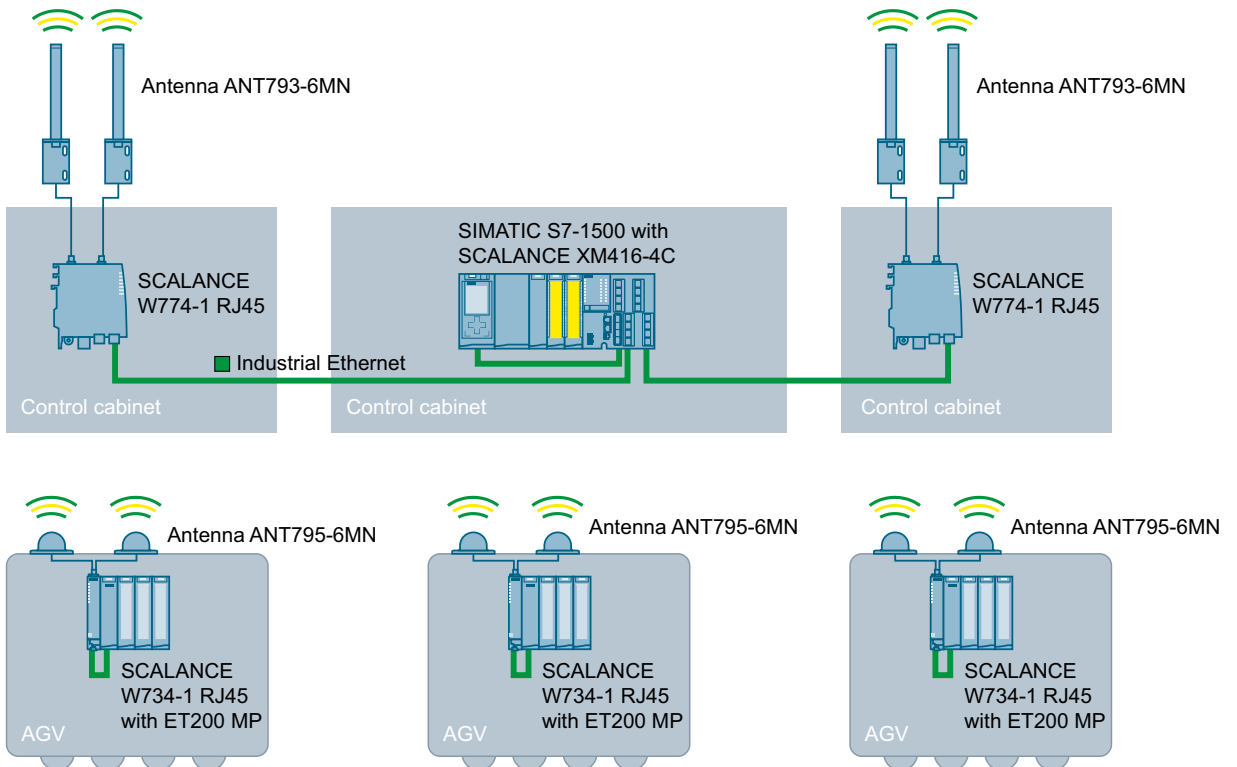 Antenna ANT793-6MN
Antenna ANT793-6MN
SCALANCE
W774-1 RJ45
SIMATIC S7-1500 with
SCALANCE XM416-4C
SCALANCE
W774-1 RJ45
Industrial Ethernet
Control cabinet
Control cabinet
Control cabinet
Antenna ANT795-6MN
Antenna ANT795-6MN
Antenna ANT795-6MN
SCALANCE
W734-1 RJ45
with ET200 MP
AGV
SCALANCE
W734-1 RJ45
with ET200 MP
AGV
SCALANCE
W734-1 RJ45
with ET200 MP
AGV